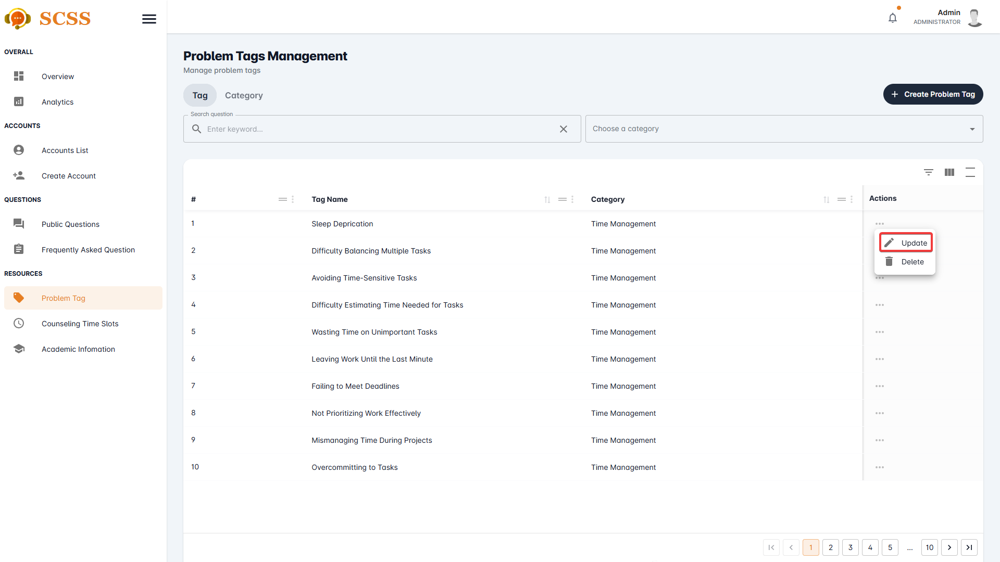 SCSS
Admin
ADMINISTRATOR
OVERALL
Overview
Analytics
ACCOUNTS
Accounts List
Create Account
QUESTIONS
Public Questions
Frequently Asked Question
RESOURCES
Problem Tag
Counseling Time Slots
Academic Infomation
Problem Tags Management
Manage problem tags
Tag Category
+ Create Problem Tag
Search question
Enter keyword...
Choose a category
# Tag Name Category Actions
1 Sleep Deprication Time Management
Update
Delete
2 Difficulty Balancing Multiple Tasks Time Management
3 Avoiding Time-Sensitive Tasks Time Management
4 Difficulty Estimating Time Needed for Tasks Time Management
5 Wasting Time on Unimportant Tasks Time Management
6 Leaving Work Until the Last Minute Time Management
7 Failing to Meet Deadlines Time Management
8 Not Prioritizing Work Effectively Time Management
9 Mismanaging Time During Projects Time Management
10 Overcommitting to Tasks Time Management
1 2 3 4 5 ... 10